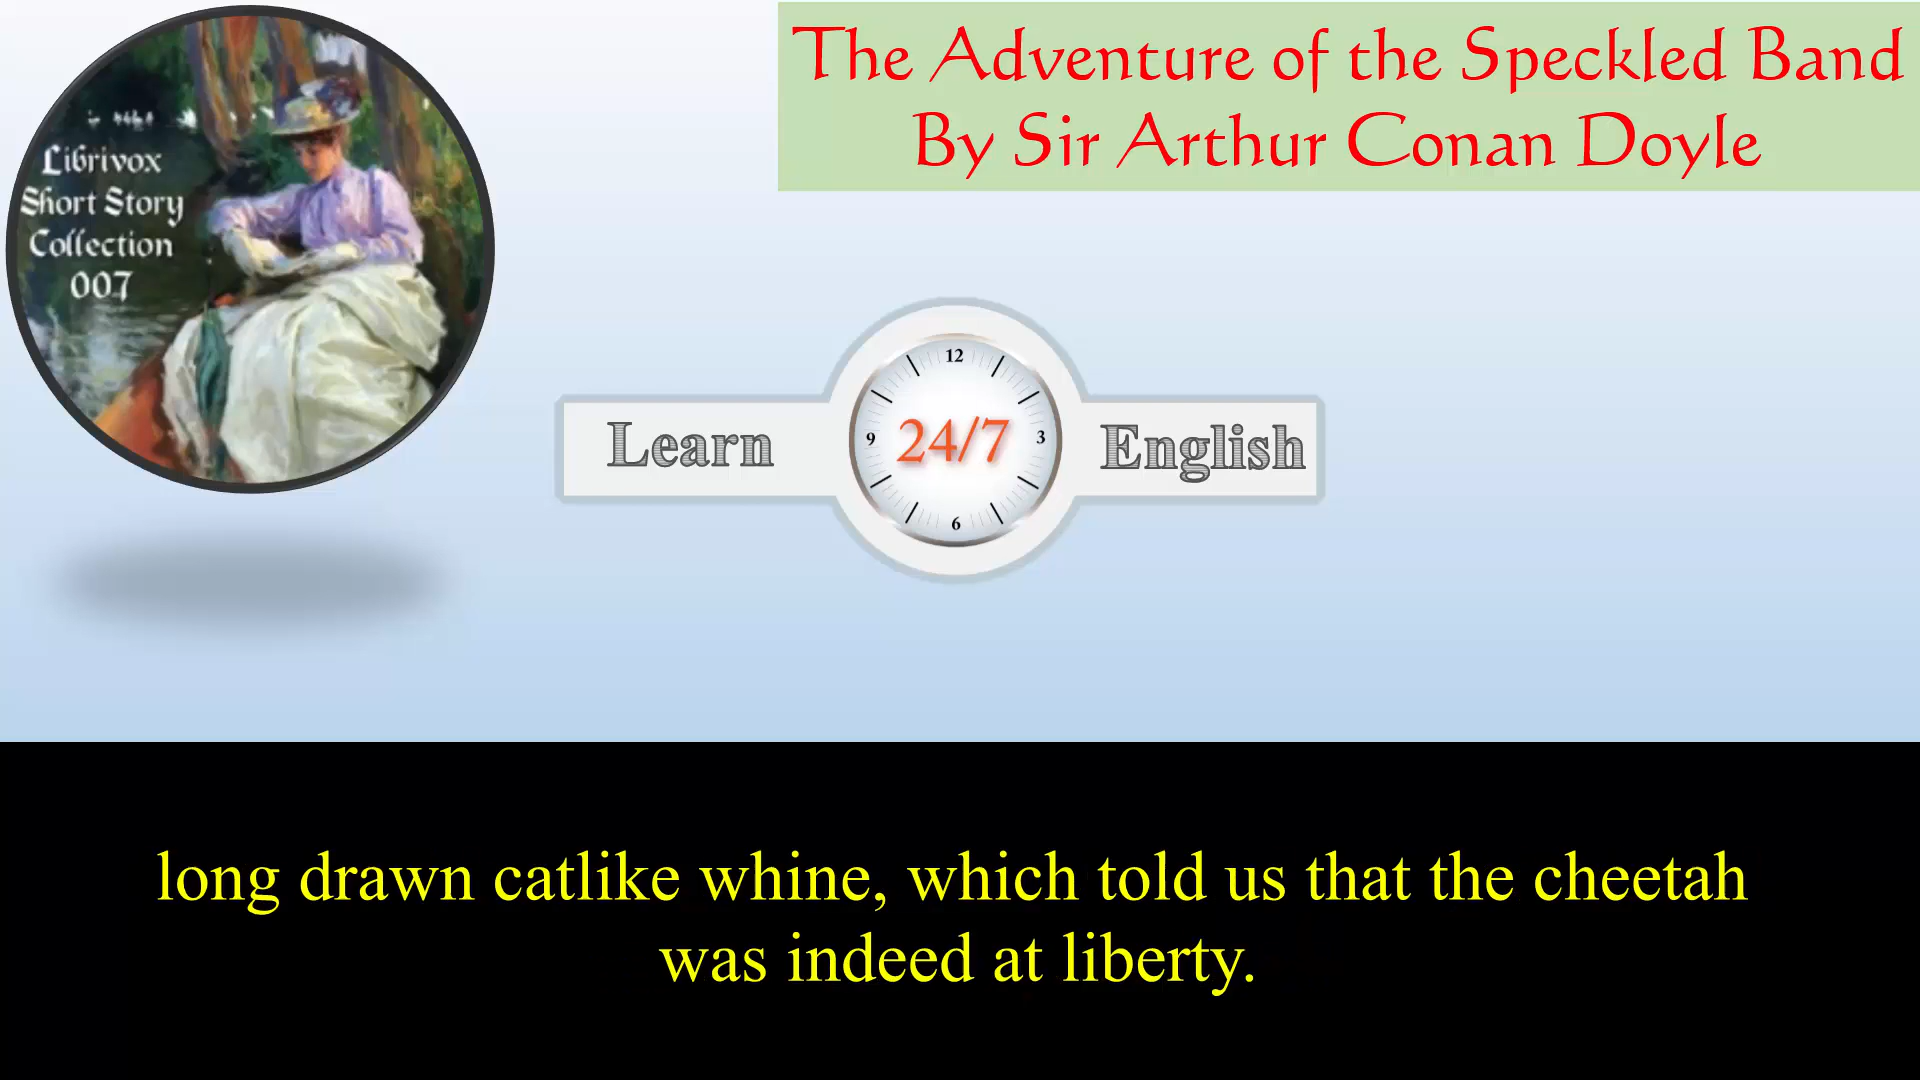 The Adventure of the Speckled Band
By Sir Arthur Conan Doyle
Librivox
Short Story
Collection
007
12
Learn
9
24/7
3
English
6
long drawn catlike whine, which told us that the cheetah
was indeed at liberty.